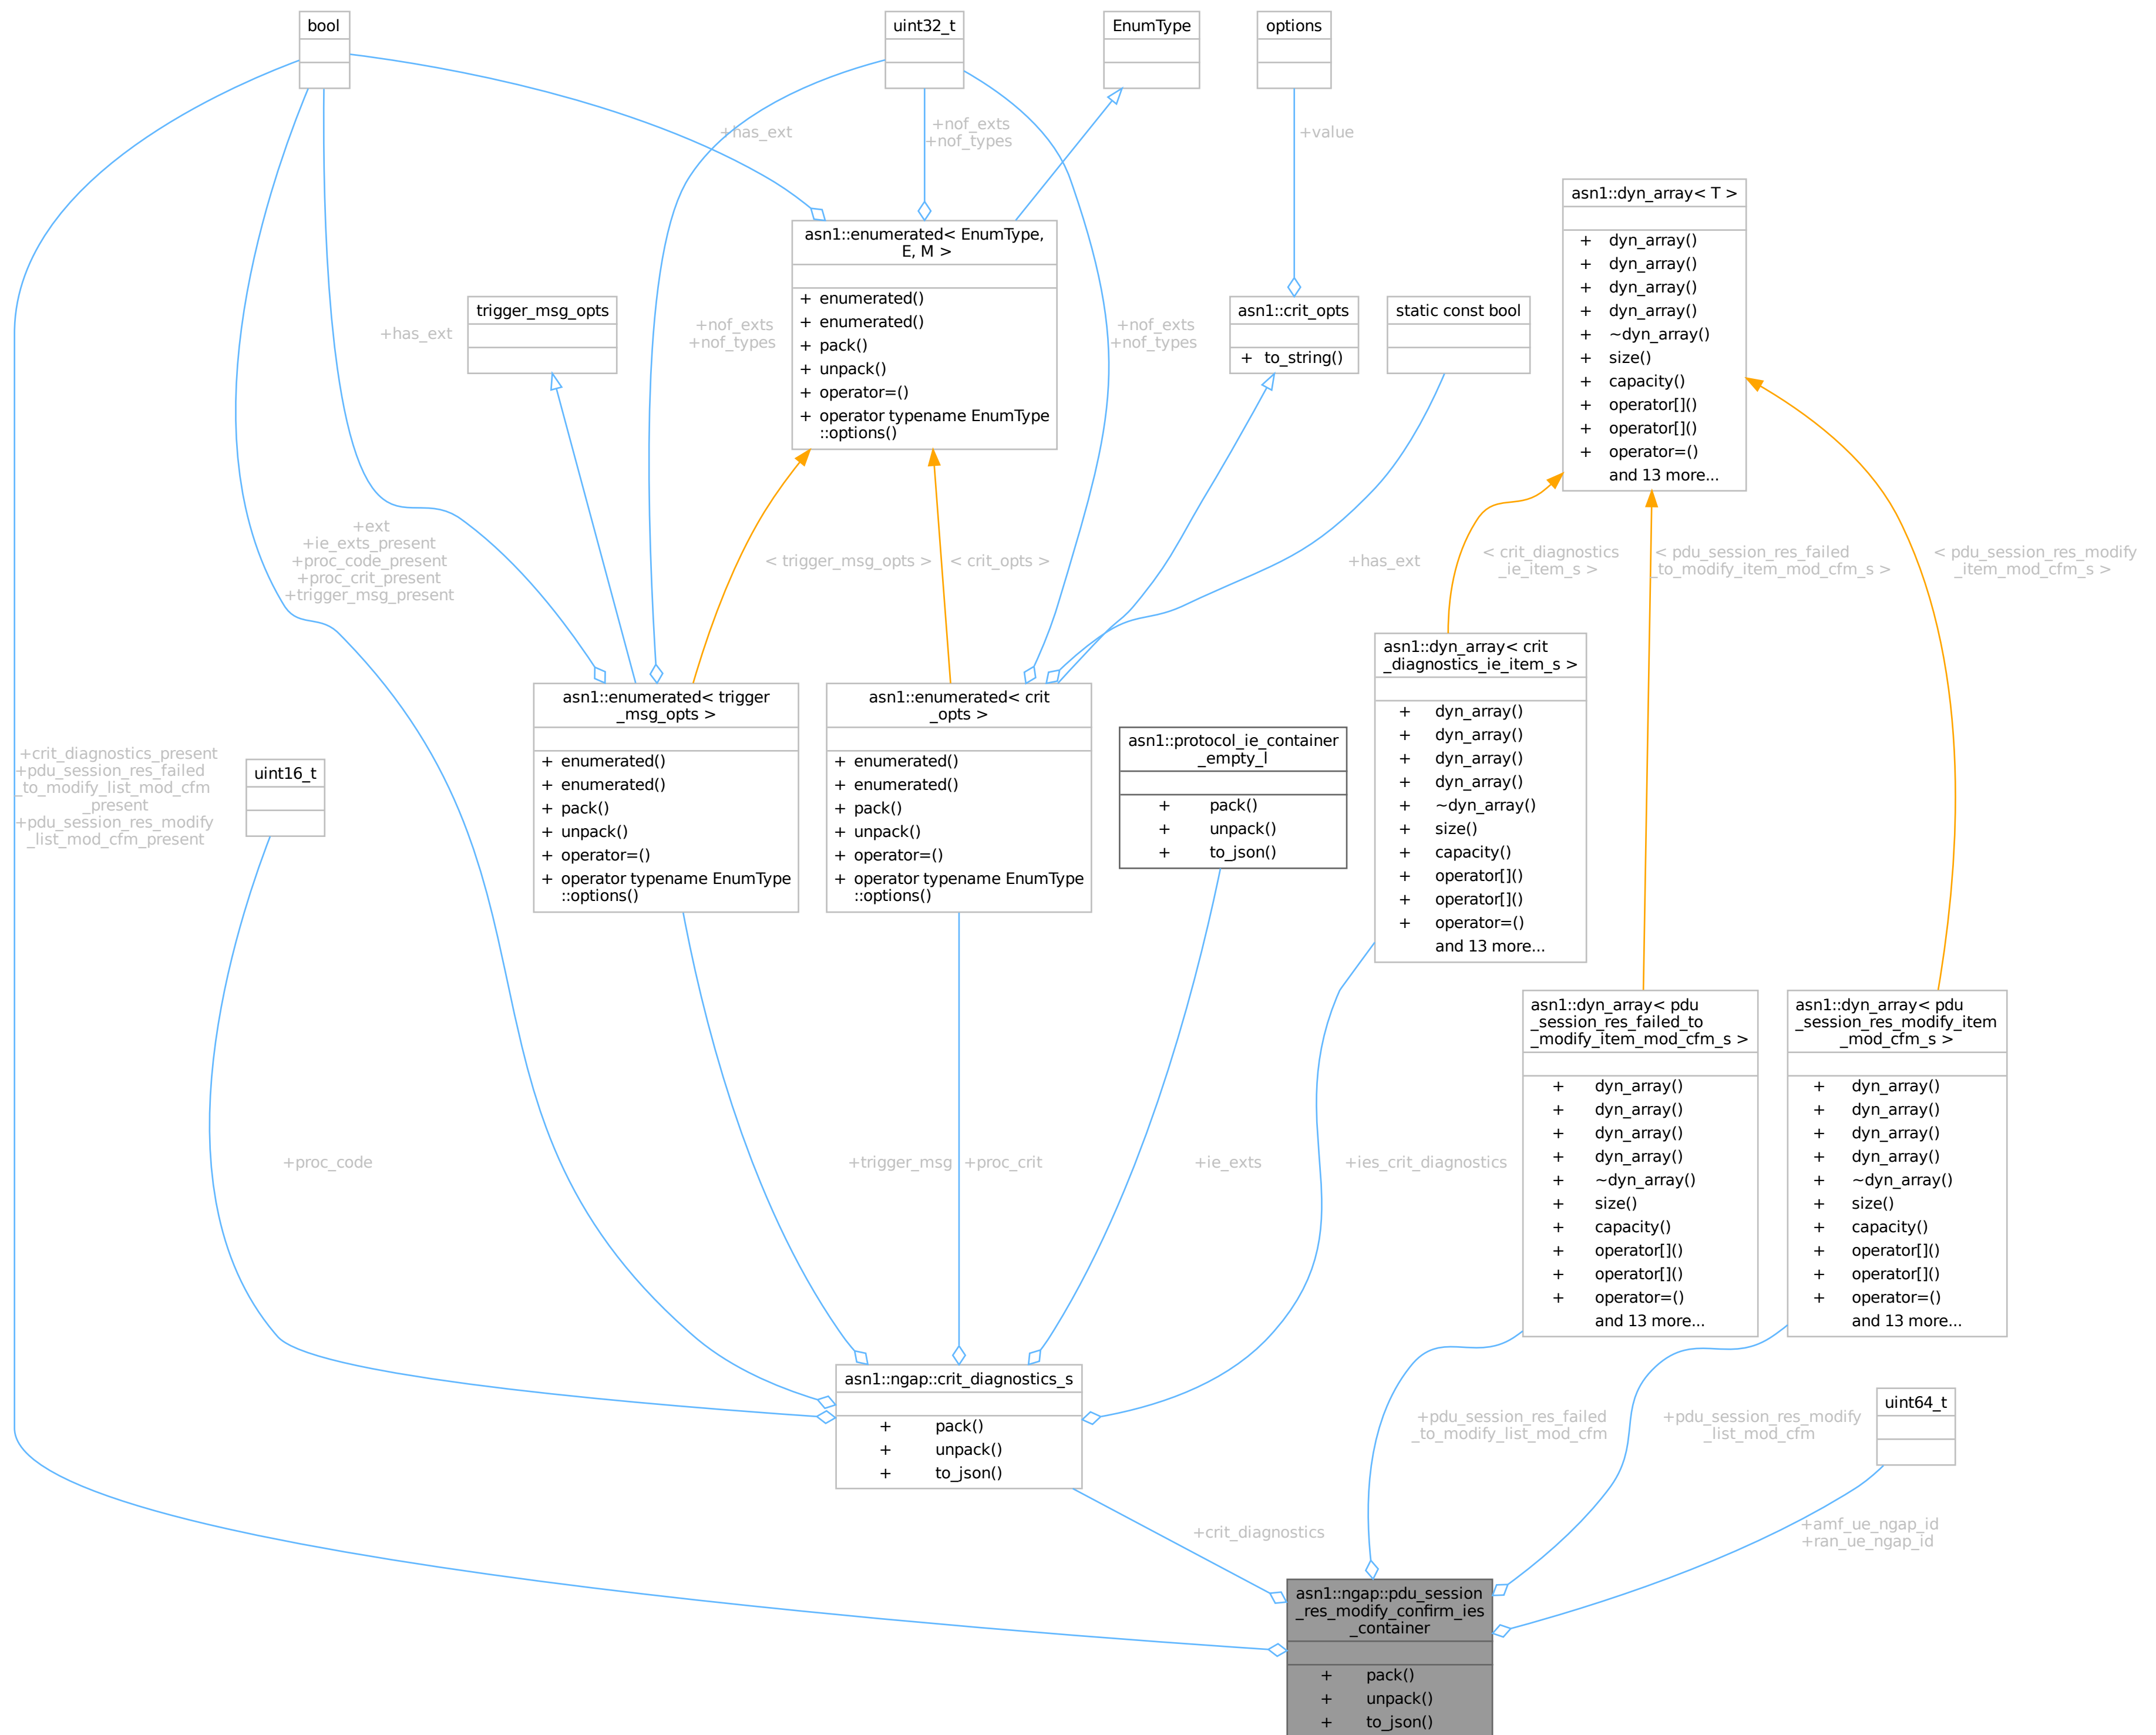 bool
uint32_t
EnumType
options
+has_ext
+nof_exts
+nof_types
+value
asn1::dyn_array< T >
+ dyn_array()
+ dyn_array()
+ dyn_array()
+ dyn_array()
+ ~dyn_array()
+ size()
+ capacity()
+ operator[]()
+ operator[]()
+ operator=()
and 13 more...
asn1::enumerated< EnumType,
E, M >
+ enumerated()
+ enumerated()
+ pack()
+ unpack()
+ operator=()
+ operator typename EnumType
::options()
trigger_msg_opts
asn1::crit_opts
+ to_string()
static const bool
+has_ext
+nof_exts
+nof_types
+nof_exts
+nof_types
+ext
+ie_exts_present
+proc_code_present
+proc_crit_present
+trigger_msg_present
< trigger_msg_opts >
< crit_opts >
+has_ext
< crit_diagnostics
_ie_item_s >
< pdu_session_res_failed
_to_modify_item_mod_cfm_s >
< pdu_session_res_modify
_item_mod_cfm_s >
asn1::dyn_array< crit
_diagnostics_ie_item_s >
+ dyn_array()
+ dyn_array()
+ dyn_array()
+ dyn_array()
+ ~dyn_array()
+ size()
+ capacity()
+ operator[]()
+ operator[]()
+ operator=()
and 13 more...
asn1::enumerated< trigger
_msg_opts >
+ enumerated()
+ enumerated()
+ pack()
+ unpack()
+ operator=()
+ operator typename EnumType
::options()
asn1::enumerated< crit
_opts >
+ enumerated()
+ enumerated()
+ pack()
+ unpack()
+ operator=()
+ operator typename EnumType
::options()
asn1::protocol_ie_container
_empty_l
+ pack()
+ unpack()
+ to_json()
+crit_diagnostics_present
+pdu_session_res_failed
_to_modify_list_mod_cfm
_present
+pdu_session_res_modify
_list_mod_cfm_present
uint16_t
asn1::dyn_array< pdu
_session_res_failed_to
_modify_item_mod_cfm_s >
+ dyn_array()
+ dyn_array()
+ dyn_array()
+ dyn_array()
+ ~dyn_array()
+ size()
+ capacity()
+ operator[]()
+ operator[]()
+ operator=()
and 13 more...
asn1::dyn_array< pdu
_session_res_modify_item
_mod_cfm_s >
+ dyn_array()
+ dyn_array()
+ dyn_array()
+ dyn_array()
+ ~dyn_array()
+ size()
+ capacity()
+ operator[]()
+ operator[]()
+ operator=()
and 13 more...
+proc_code
+trigger_msg
+proc_crit
+ie_exts
+ies_crit_diagnostics
asn1::ngap::crit_diagnostics_s
+ pack()
+ unpack()
+ to_json()
+pdu_session_res_failed
_to_modify_list_mod_cfm
+pdu_session_res_modify
_list_mod_cfm
uint64_t
+crit_diagnostics
+amf_ue_ngap_id
+ran_ue_ngap_id
asn1::ngap::pdu_session
_res_modify_confirm_ies
_container
+ pack()
+ unpack()
+ to_json()